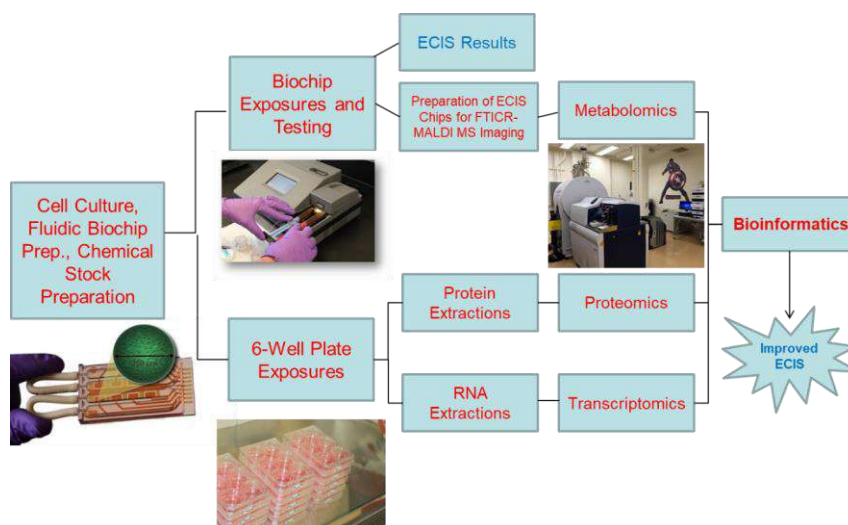 ECIS Results
Biochip
Exposures and
Testing
Preparation of ECIS
Chips for FTICR-
MALDI MS Imaging
Metabolomics
Cell Culture,
Fluidic Biochip
Prep., Chemical
Stock
Preparation
Bioinformatics
Protein
Extractions
Proteomics
6-Well Plate
Exposures
Improved
ECIS
RNA
Extractions
Transcriptomics